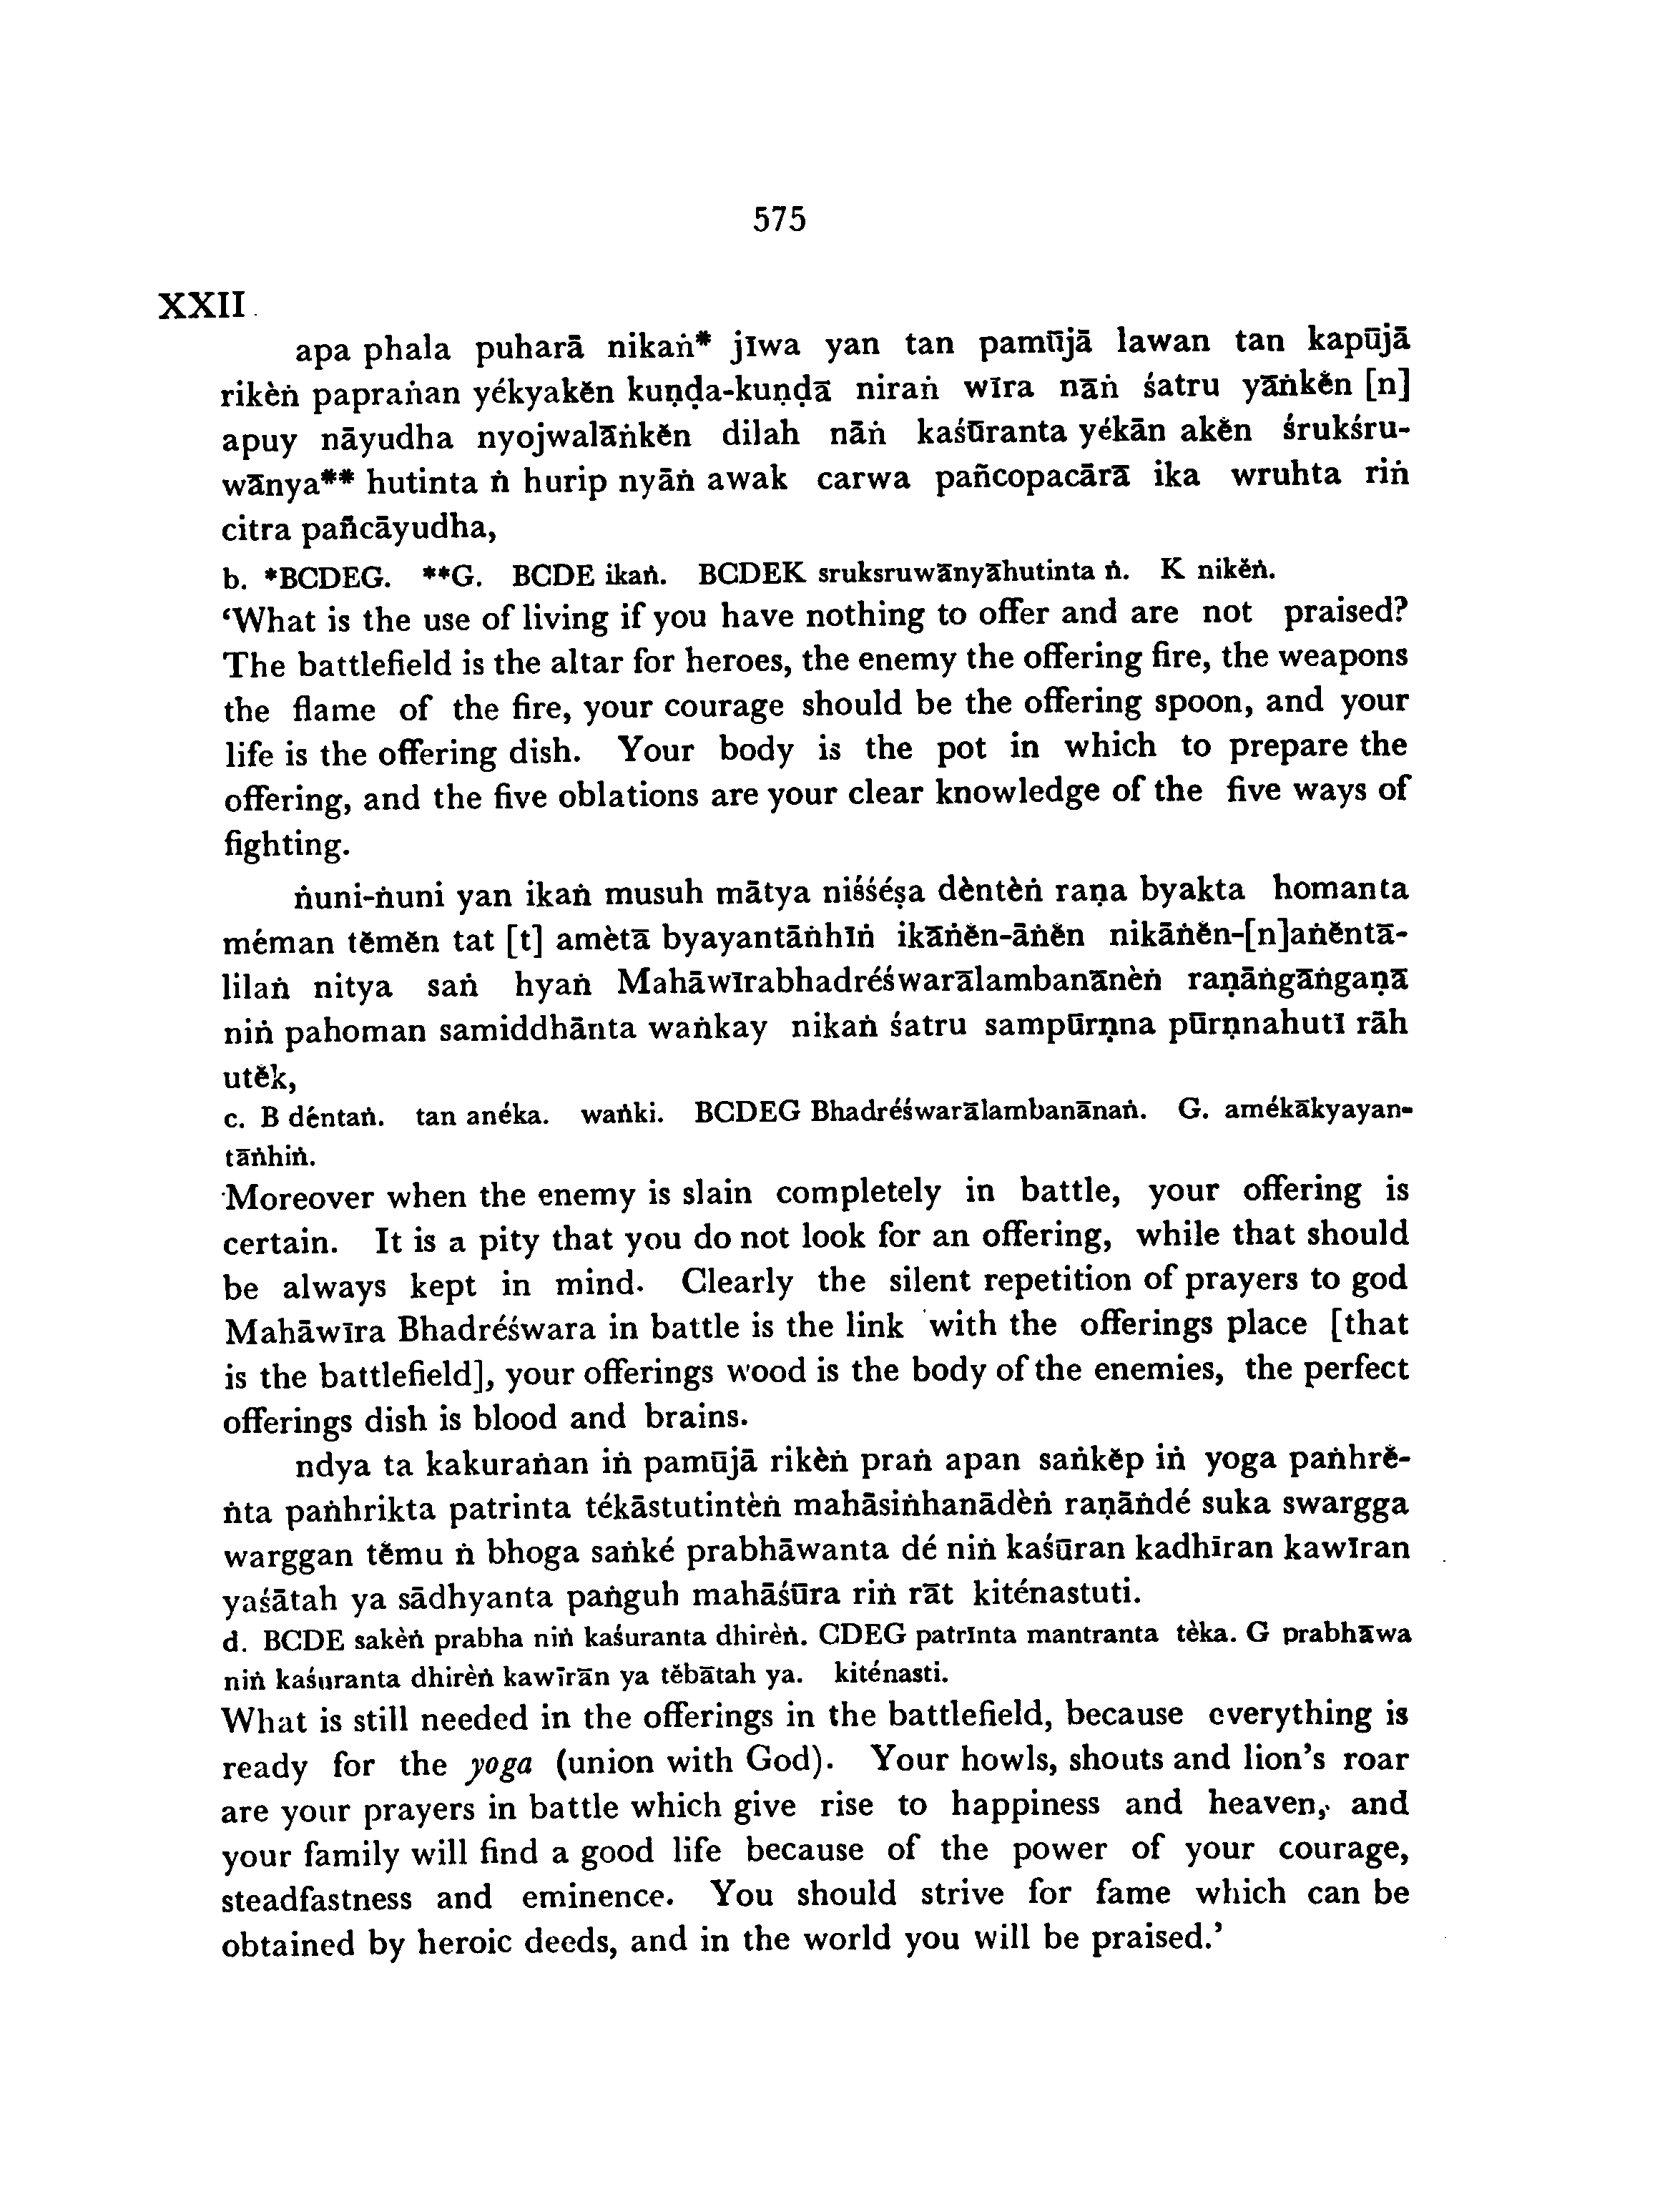 575
XXII
apa phala puharā nikaṅ* jīwa yan tan pamūjā lawan tan kapūjā
rikèṅ papraṅan yékyakĕn kuṇḍa-kuṇḍā niraṅ wīra nāṅ śatru yāṅkĕn [n]
apuy nāyudha nyojwalāṅkĕn dilah nāṅ kaśūranta yékān akĕn śrukśru-
wānya** hutinta ṅ hurip nyāṅ awak carwa pañcopacārā ika wruhta riṅ
citra pañcāyudha,
b. *BCDEG. **G. BCDE ikaṅ. BCDEK sruksruwānyāhutinta ṅ. K nikĕṅ.
‘What is the use of living if you have nothing to offer and are not praised?
The battlefield is the altar for heroes, the enemy the offering fire, the weapons
the flame of the fire, your courage should be the offering spoon, and your
life is the offering dish. Your body is the pot in which to prepare the
offering, and the five oblations are your clear knowledge of the five ways of
fighting.
ṅuni-ṅuni yan ikaṅ musuh mātya niśśéṣa dèntèṅ raṇa byakta homanta
méman tĕmĕn tat [t] amètā byayantāṅhīṅ ikāṅĕn-āṅĕn nikāṅĕn-[n]aṅĕntā-
lilaṅ nitya saṅ hyaṅ Mahāwīrabhadréśwarālambanānèṅ raṇāṅgāṅgaṇā
niṅ pahoman samiddhānta waṅkay nikaṅ śatru sampūrṇna pūrṇnahutī rāh
utĕk,
c. B déntaṅ. tan anéka. waṅki. BCDEG Bhadréśwarālambanānaṅ. G. amékākyayan-
tāṅhiṅ.
Moreover when the enemy is slain completely in battle, your offering is
certain. It is a pity that you do not look for an offering, while that should
be always kept in mind. Clearly the silent repetition of prayers to god
Mahāwīra Bhadréśwara in battle is the link with the offerings place [that
is the battlefield], your offerings wood is the body of the enemies, the perfect
offerings dish is blood and brains.
ndya ta kakuraṅan iṅ pamūjā rikèṅ praṅ apan saṅkĕp iṅ yoga paṅhrĕ-
ṅta paṅhrikta patrinta tékāstutintèṅ mahāsiṅhanādèṅ raṇāṅdé suka swargga
warggan tĕmu ṅ bhoga saṅké prabhāwanta dé niṅ kaśūran kadhīran kawīran
yaśātah ya sādhyanta paṅguh mahāśūra riṅ rāt kiténastuti.
d. BCDE sakèṅ prabha niṅ kaśuranta dhirèṅ. CDEG patrīnta mantranta tèka. G prabhāwa
niṅ kaśuranta dhirèṅ kawīrān ya tĕbātah ya. kiténasti.
What is still needed in the offerings in the battlefield, because everything is
ready for the yoga (union with God). Your howls, shouts and lion’s roar
are your prayers in battle which give rise to happiness and heaven, and
your family will find a good life because of the power of your courage,
steadfastness and eminence. You should strive for fame which can be
obtained by heroic deeds, and in the world you will be praised.’